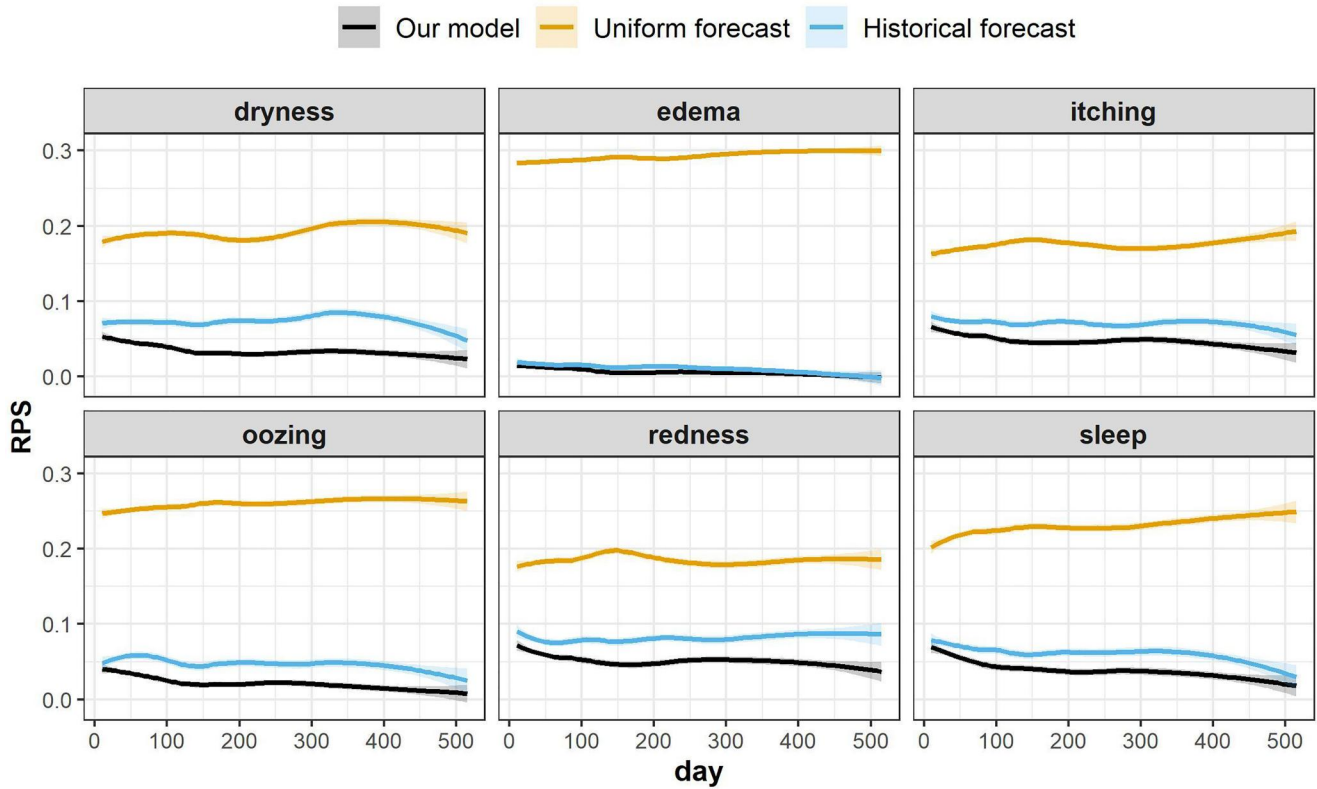 Our model Uniform forecast Historical forecast
dryness edema itching
0.3
0.2
0.1
0.0
RPS
oozing redness sleep
0.3
0.2
0.1
0.0
0 100 200 300 400 500 0 100 200 300 400 500 0 100 200 300 400 500
day